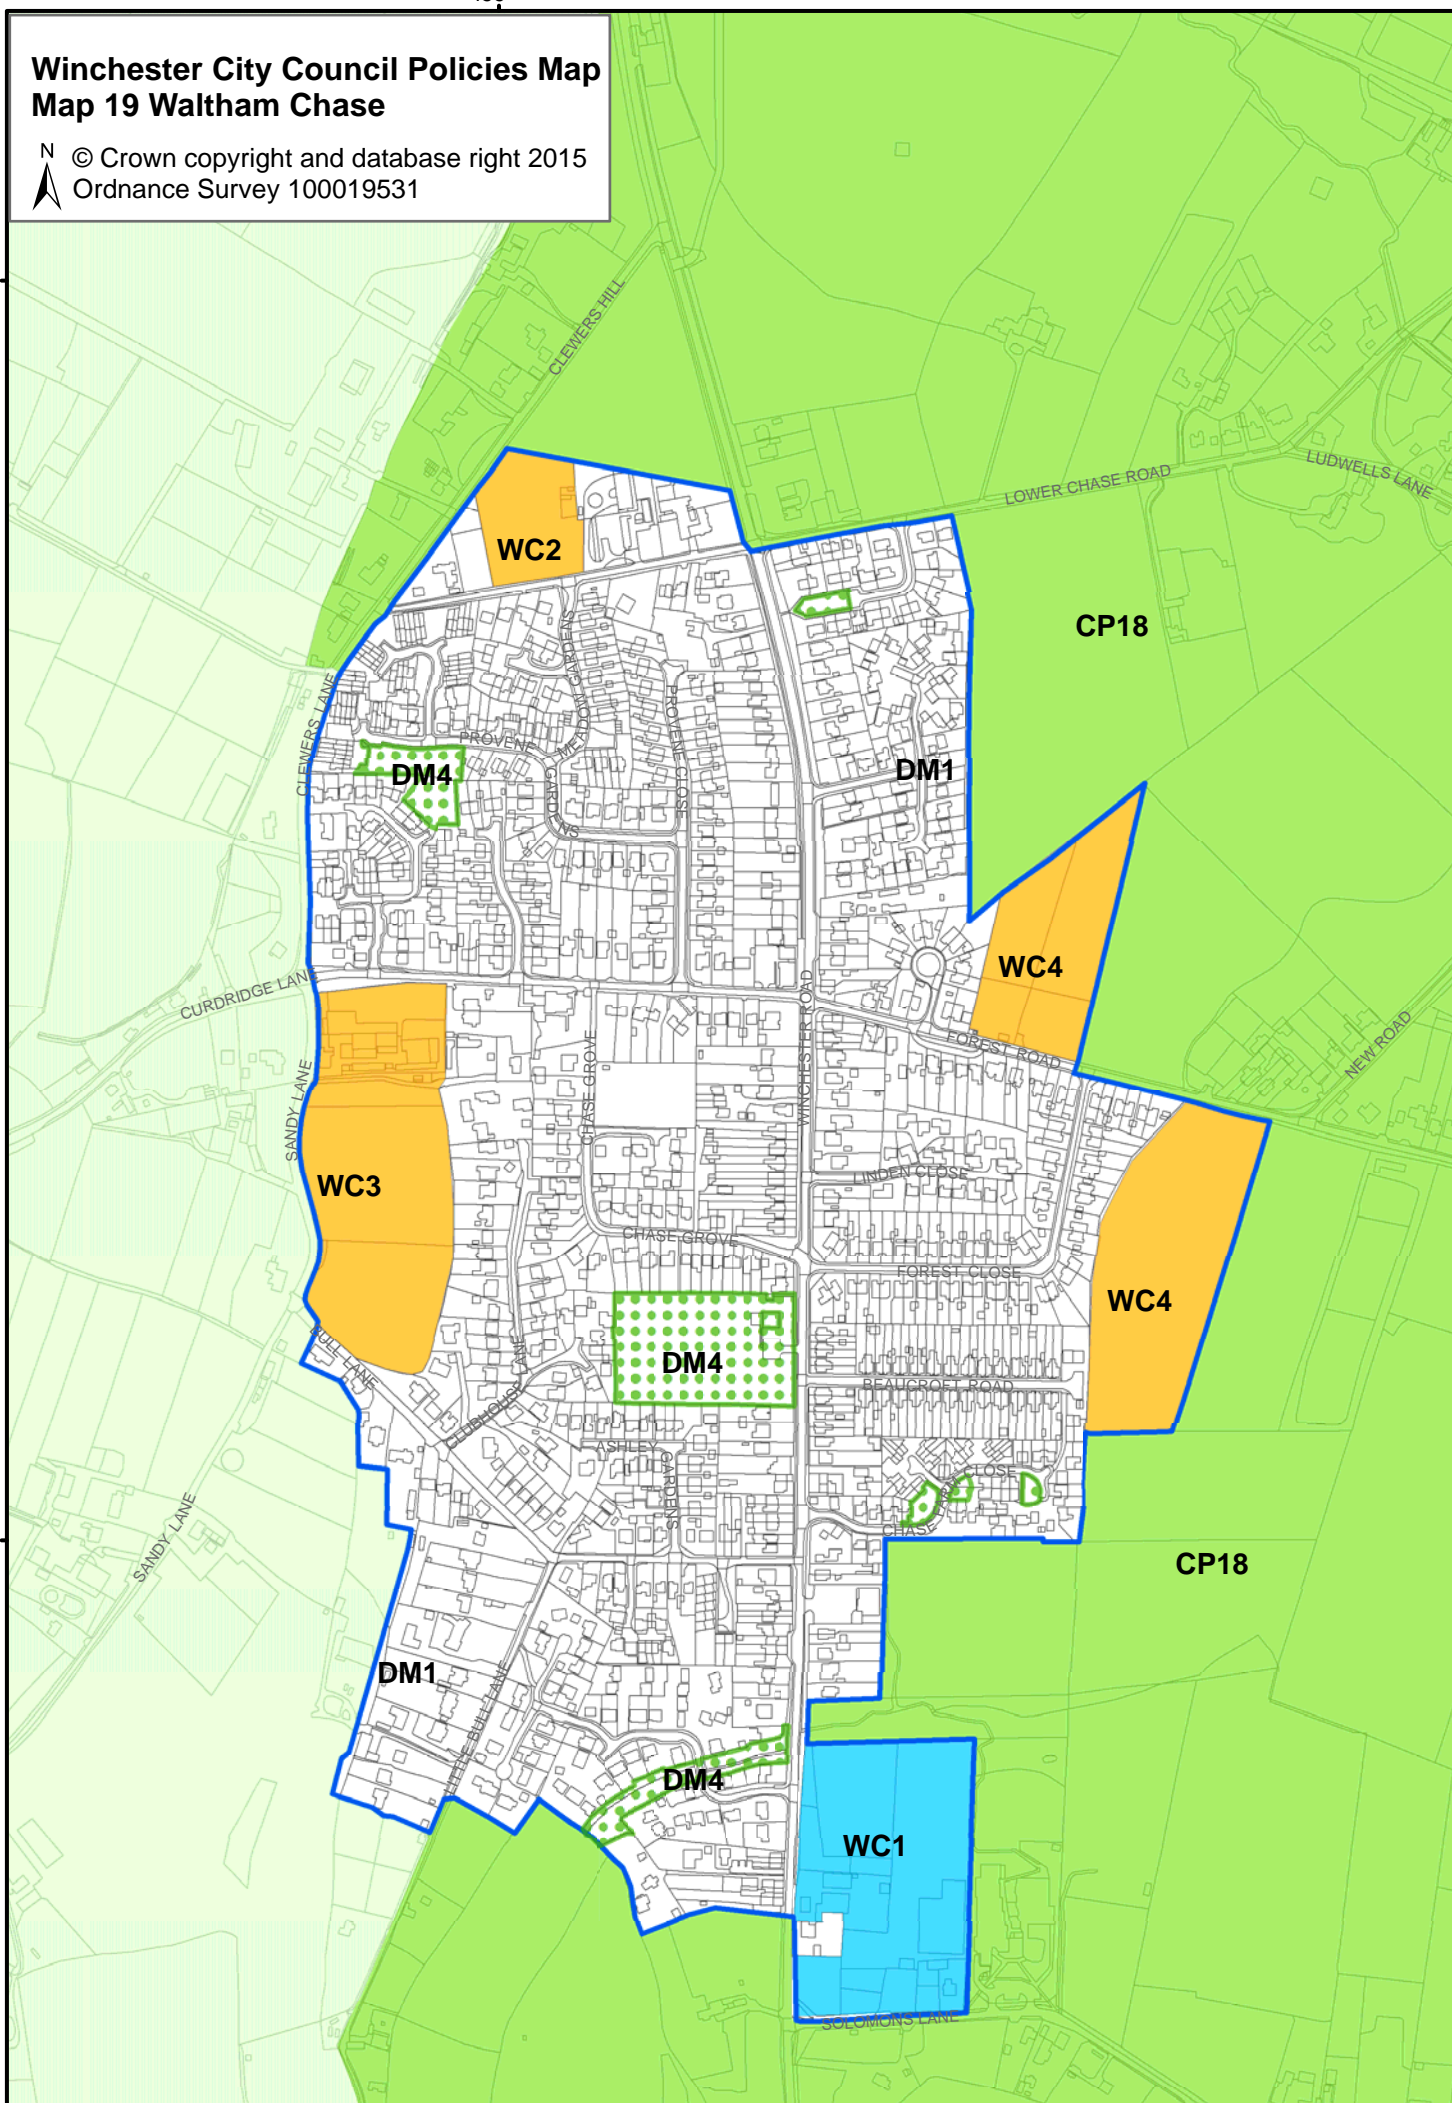 Winchester City Council Policies Map
Map 19 Waltham Chase
N
© Crown copyright and database right 2015
Ordnance Survey 100019531
CLEWERS HILL
LOWER CHASE ROAD
LUDWELLS LANE
WC2
CP18
MEADOW GARDENS
CLEWERS LANE
PROVENE
GARDENS
PROVENE CLOSE
DM4
DM1
WC4
CURDRIDGE LANE
WINCHESTER ROAD
FOREST ROAD
NEW ROAD
CHASE GROVE
SANDY LANE
WC3
LINDEN CLOSE
CHASE GROVE
FOREST CLOSE
WC4
BULL LANE
DM4
CLUBHOUSE LANE
BEAUCROFT ROAD
ASHLEY
GARDENS
CHASE FARM CLOSE
SANDY LANE
CP18
DM1
LITTLE BULL LANE
DM4
WC1
SOLOMONS LANE